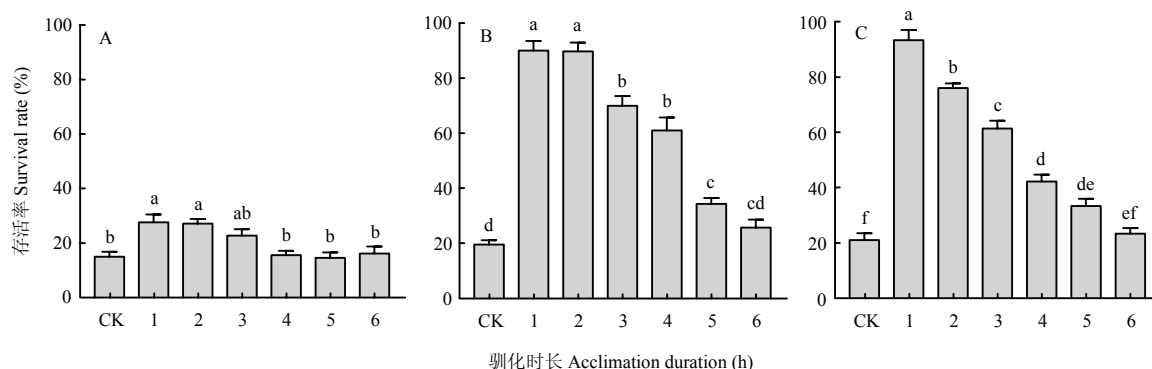 存活率 Survival rate (%)
A
100
80
60
40
20
0
b a a ab b b b
CK 1 2 3 4 5 6
B
100
80
60
40
20
0
d a a b b c cd
CK 1 2 3 4 5 6
C
100
80
60
40
20
0
f a b c d de ef
CK 1 2 3 4 5 6
驯化时长 Acclimation duration (h)